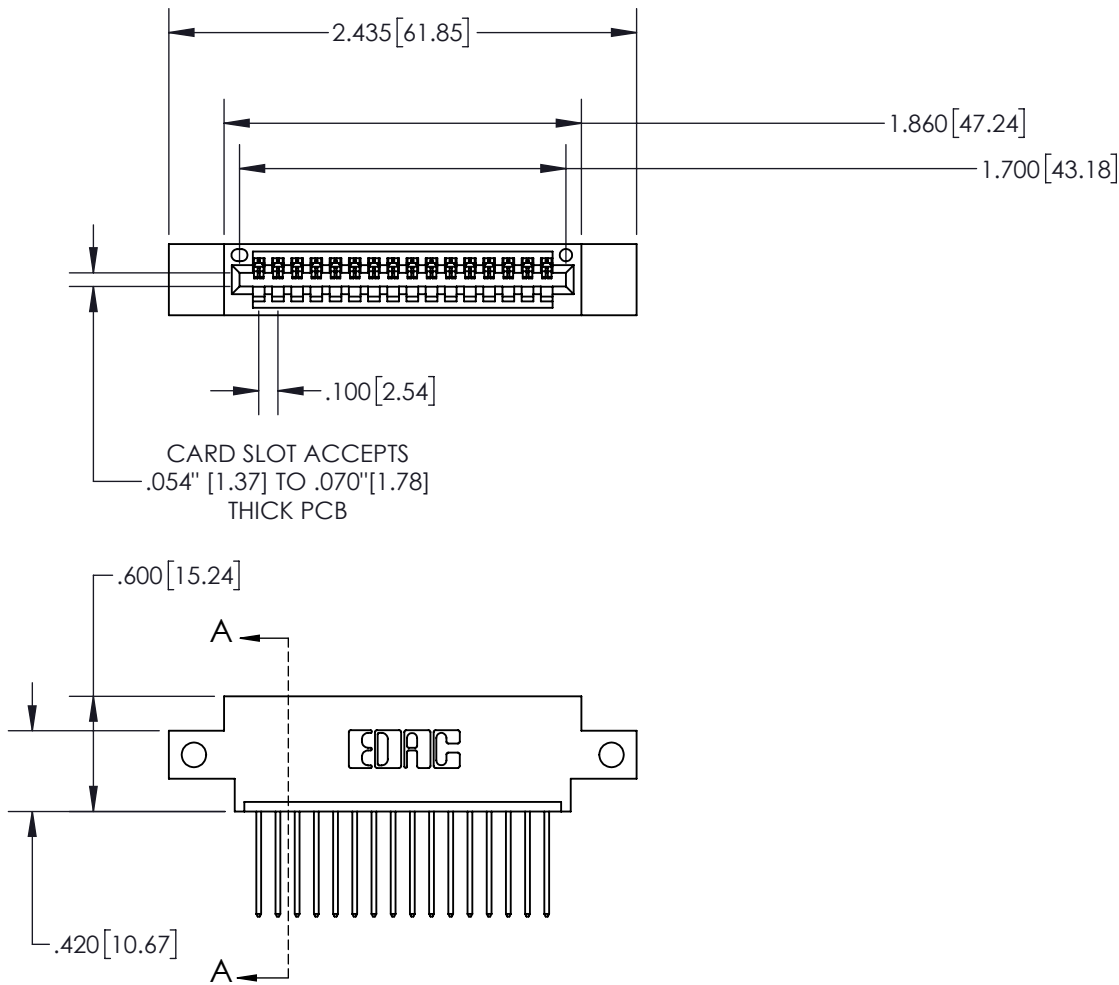 2.435[61.85]
1.860[47.24]
1.700[43.18]
.100[2.54]
CARD SLOT ACCEPTS
.054" [1.37] TO .070"[1.78]
THICK PCB
.600[15.24]
A
EDAC
.420[10.67]
A